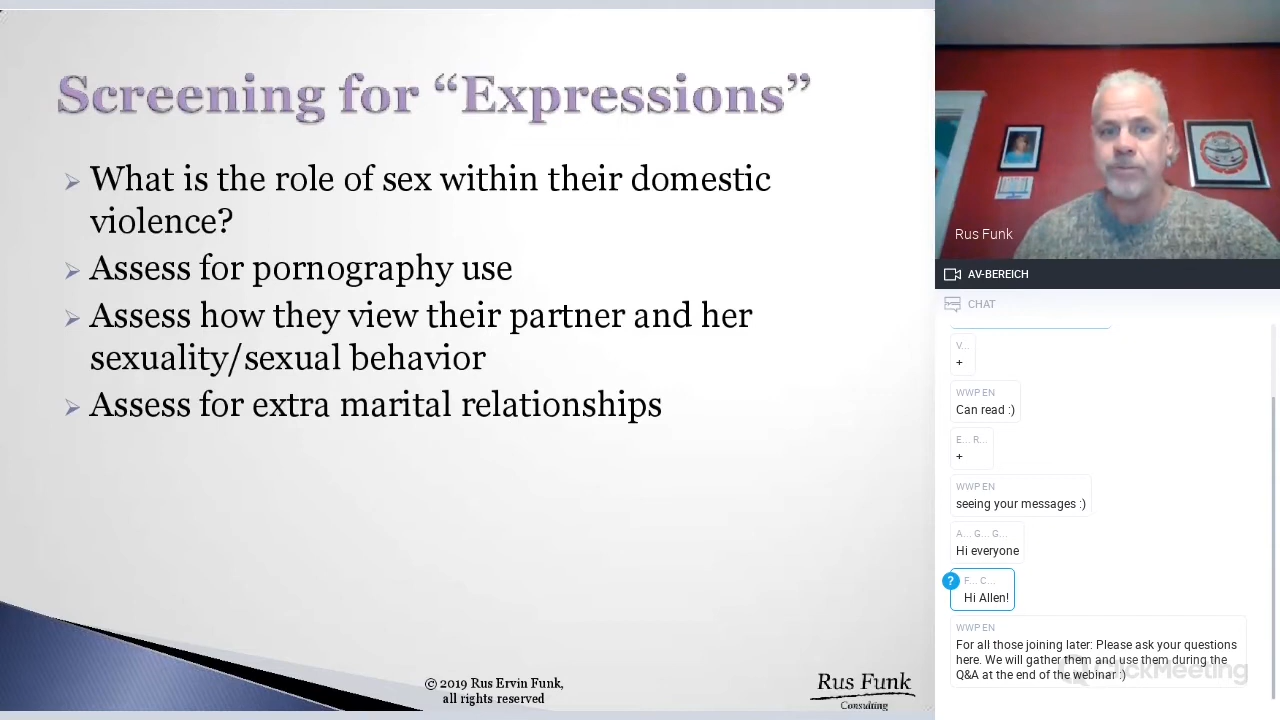 Screening for “Expressions”
What is the role of sex within their domestic
violence?
Assess for pornography use
Assess how they view their partner and her
sexuality/sexual behavior
Assess for extra marital relationships
© 2019 Rus Ervin Funk,
all rights reserved
Rus Funk
Consulting
Rus Funk
AV-BEREICH
CHAT
V...
+
WWP EN
Can read :)
E... R...
+
WWP EN
seeing your messages :)
A... G... G...
Hi everyone
?
F... C...
Hi Allen!
WWP EN
For all those joining later: Please ask your questions
here. We will gather them and use them during the
Q&A at the end of the webinar :)
ClickMeeting